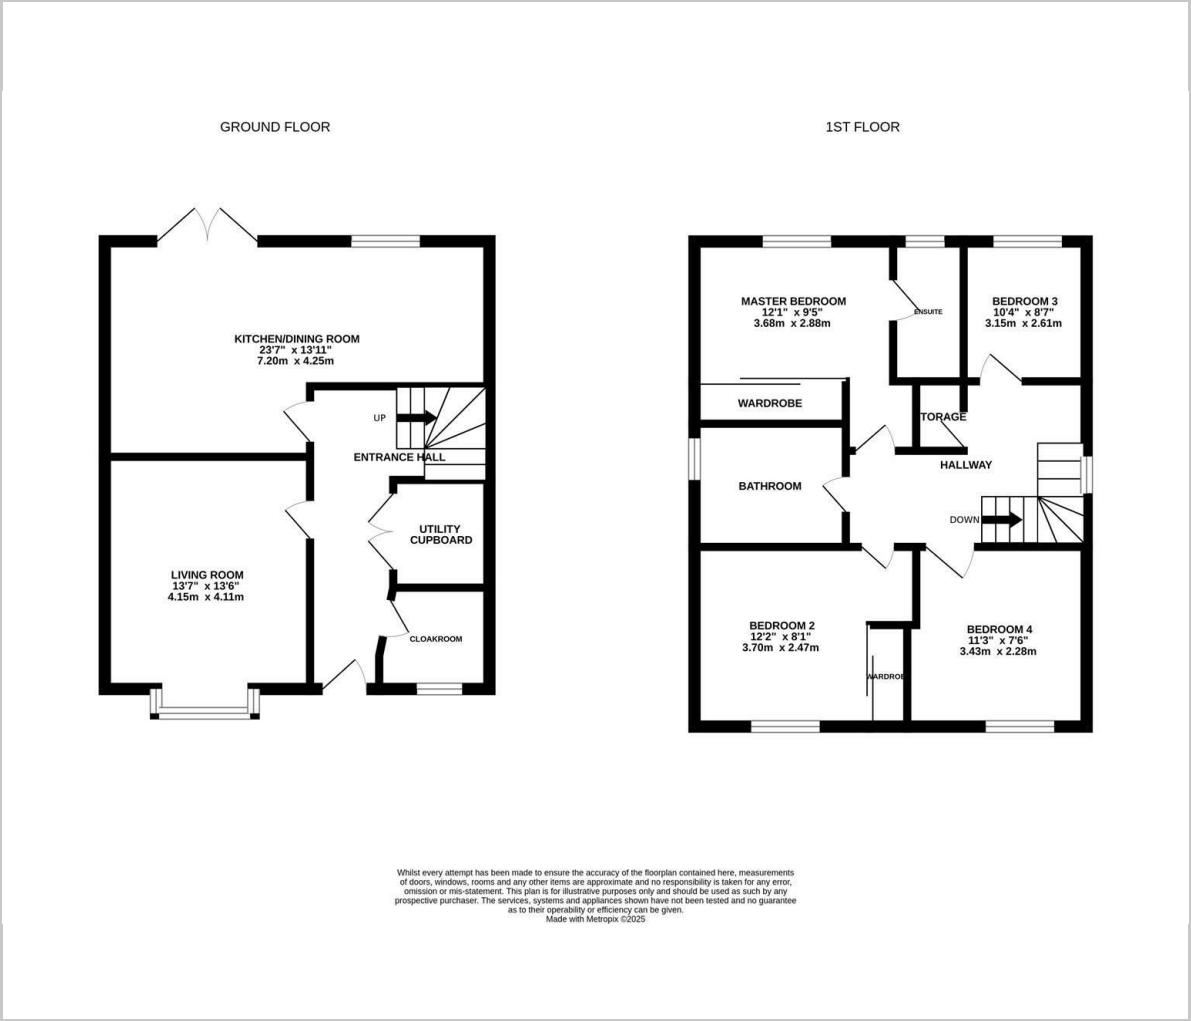 GROUND FLOOR
KITCHEN/DINING ROOM
23'7" x 13'11"
7.20m x 4.25m
UP
ENTRANCE HALL
UTILITY
CUPBOARD
LIVING ROOM
13'7" x 13'6"
4.15m x 4.11m
CLOAKROOM
1ST FLOOR
MASTER BEDROOM
12'1" x 9'5"
3.68m x 2.88m
ENSUITE
BEDROOM 3
10'4" x 8'7"
3.15m x 2.61m
WARDROBE
TORAGE
HALLWAY
BATHROOM
DOWN
BEDROOM 2
12'2" x 8'1"
3.70m x 2.47m
BEDROOM 4
11'3" x 7'6"
3.43m x 2.28m
WARDROB
Whilst every attempt has been made to ensure the accuracy of the floorplan contained here, measurements
of doors, windows, rooms and any other items are approximate and no responsibility is taken for any error,
omission or mis-statement. This plan is for illustrative purposes only and should be used as such by any
prospective purchaser. The services, systems and appliances shown have not been tested and no guarantee
as to their operability or efficiency can be given.
Made with Metropix ©2025